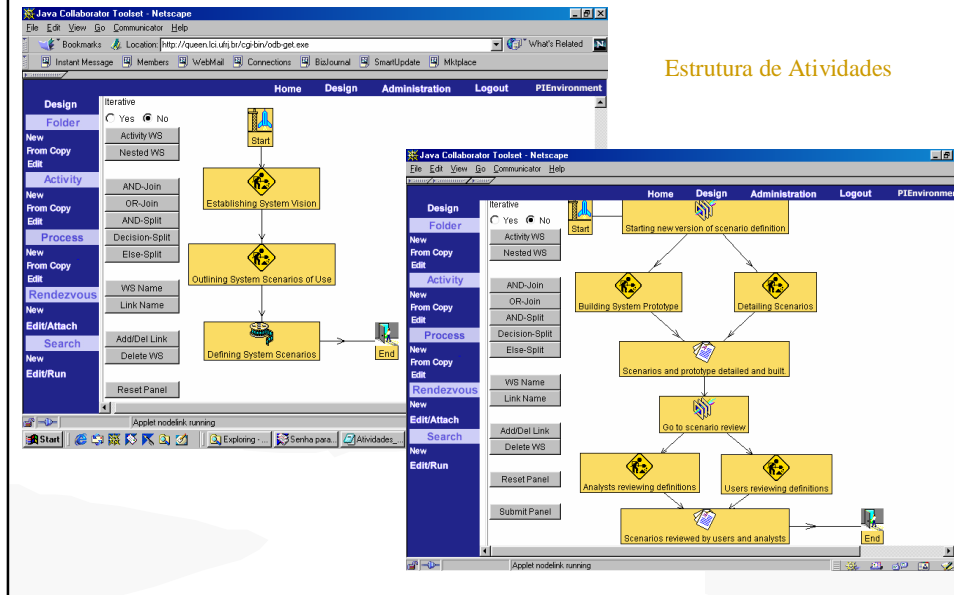 Java Collaborator Toolset - Netscape
File Edit View Go Communicator Help
Bookmarks Location: http://queen.lci.ufrj.br/cgi-bin/odb-get.exe What's Related
Instant Message Members WebMail Connections BizJournal SmartUpdate Mktplace
Home Design Administration Logout PIEnvironment
Design
Folder
New
From Copy
Edit
Activity
New
From Copy
Edit
Process
New
From Copy
Edit
Rendezvous
New
Edit/Attach
Search
New
Edit/Run
Iterative
Yes No
Activity WS
Nested WS
AND-Join
OR-Join
AND-Split
Decision-Split
Else-Split
WS Name
Link Name
Add/Del Link
Delete WS
Reset Panel
Start
Establishing System Vision
Outlining System Scenarios of Use
Defining System Scenarios
End
Applet nodelink running
Start Exploring - ... Senha para... Atividades_...
Estrutura de Atividades
Java Collaborator Toolset - Netscape
File Edit View Go Communicator Help
Home Design Administration Logout PIEnvironme
Design
Folder
New
From Copy
Edit
Activity
New
From Copy
Edit
Process
New
From Copy
Edit
Rendezvous
New
Edit/Attach
Search
New
Edit/Run
Iterative
Yes No
Activity WS
Nested WS
AND-Join
OR-Join
AND-Split
Decision-Split
Else-Split
WS Name
Link Name
Add/Del Link
Delete WS
Reset Panel
Submit Panel
Start
Starting new version of scenario definition
Building System Prototype
Detailing Scenarios
Scenarios and prototype detailed and built.
Go to scenario review
Analysts reviewing definitions
Users reviewing definitions
Scenarios reviewed by users and analysts
End
Applet nodelink running